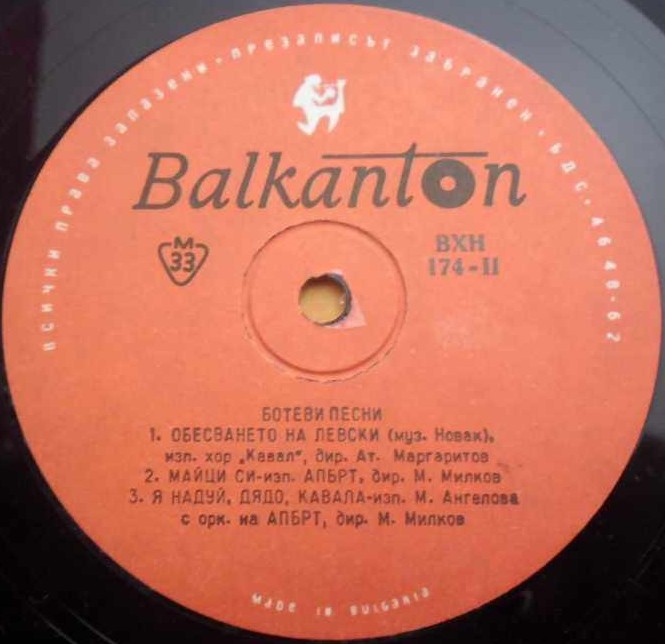 ВСИЧКИ ПРАВА ЗАПАЗЕНИ · ПРЕЗАПИСЪТ ЗАБРАНЕН · БДС · 4648-62
Balkanton
М
33
ВХН
174-II
БОТЕВИ ПЕСНИ
1. ОБЕСВАНЕТО НА ЛЕВСКИ (муз. Новак),
изп. хор „Кавал", дир. Ат. Маргаритов
2. МАЙЦИ СИ-изп. АПБРТ, дир. М. Милков
3. Я НАДУЙ, ДЯДО, КАВАЛА-изп. М. Ангелова
с орк. на АПБРТ, дир. М. Милков
MADE IN BULGARIA